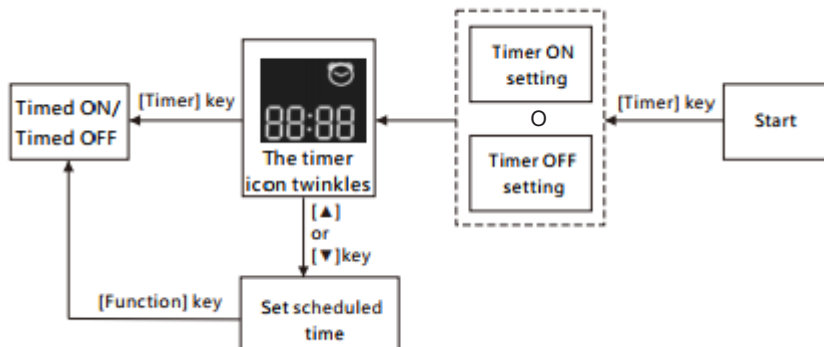 Timed ON/
Timed OFF
[Timer] key
88:88
The timer
icon twinkles
Timer ON
setting
O
Timer OFF
setting
[Timer] key
Start
[▲]
or
[▼]key
[Function] key
Set scheduled
time